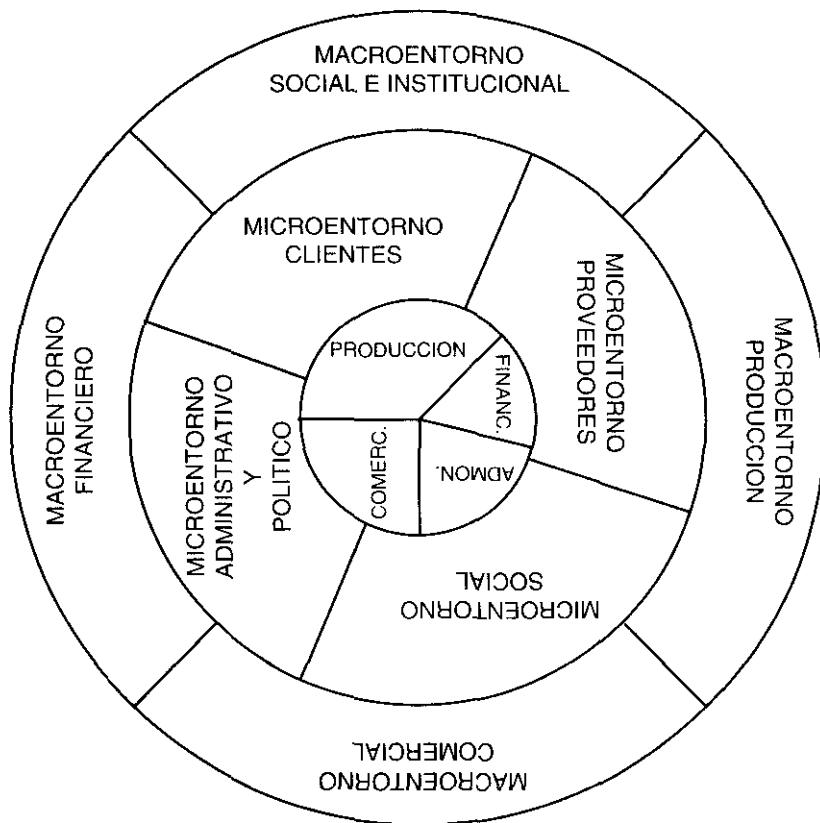 MACROENTORNO
SOCIAL E INSTITUCIONAL
MICROENTORNO
CLIENTES
MICROENTORNO
PROVEEDORES
MACROENTORNO
PRODUCCION
MACROENTORNO
FINANCIERO
MICROENTORNO
ADMINISTRATIVO
Y
POLITICO
PRODUCCION
FINANC.
COMERC.
ADMON.
MICROENTORNO
SOCIAL
MACROENTORNO
COMERCIAL